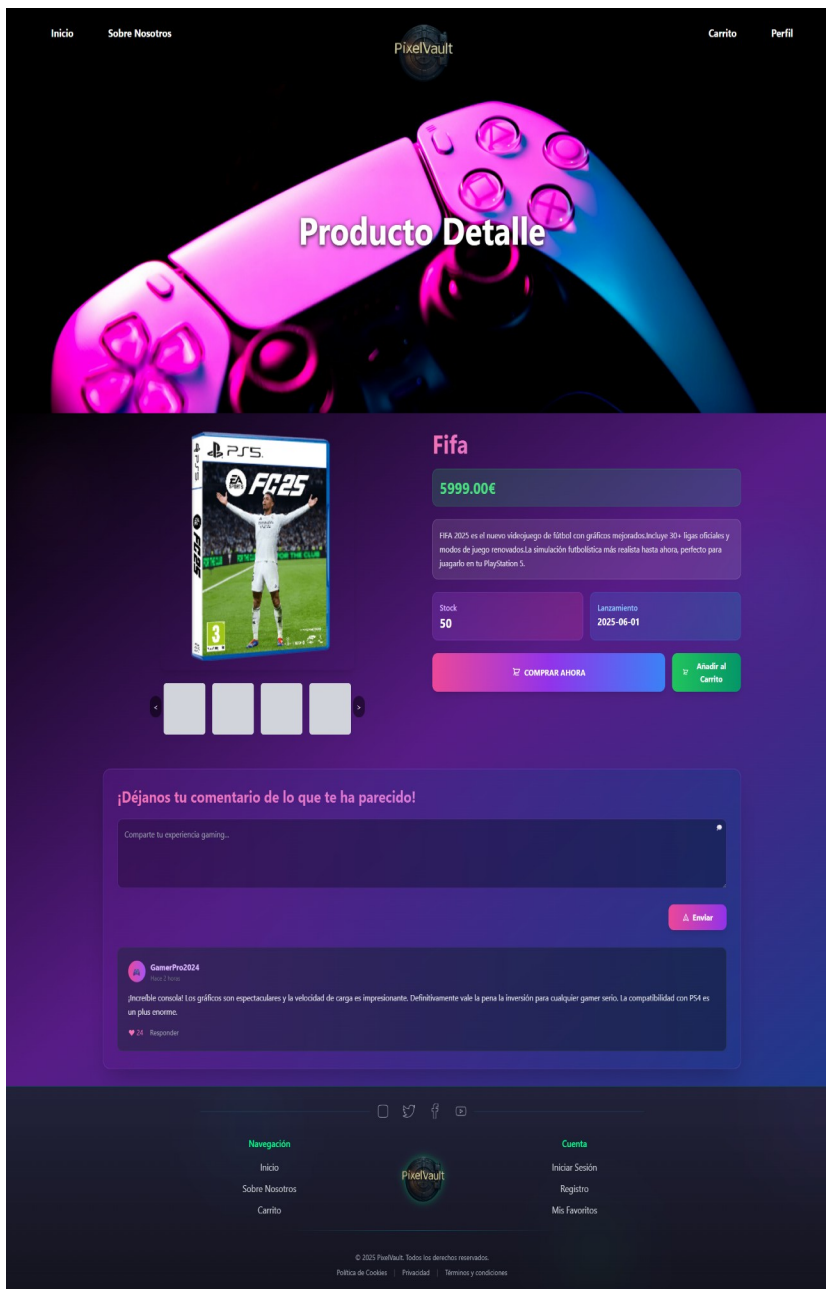 Inicio
Sobre Nosotros
PixelVault
Carrito
Perfil
Producto Detalle
PS5
PS5
EA SPORTS
FC25
FC25
3
Fifa
5999.00€
FIFA 2025 es el nuevo videojuego de fútbol con gráficos mejorados.Incluye 30+ ligas oficiales y
modos de juego renovados.La simulación futbolística más realista hasta ahora, perfecto para
juagarlo en tu PlayStation 5.
Stock
50
Lanzamiento
2025-06-01
COMPRAR AHORA
Añadir al
Carrito
<
>
¡Déjanos tu comentario de lo que te ha parecido!
Comparte tu experiencia gaming...
Enviar
GamerPro2024
Hace 2 horas
¡Increíble consola! Los gráficos son espectaculares y la velocidad de carga es impresionante. Definitivamente vale la pena la inversión para cualquier gamer serio. La compatibilidad con PS4 es
un plus enorme.
24 Responder
Navegación
Inicio
Sobre Nosotros
Carrito
PixelVault
Cuenta
Iniciar Sesión
Registro
Mis Favoritos
© 2025 PixelVault. Todos los derechos reservados.
Política de Cookies | Privacidad | Términos y condiciones